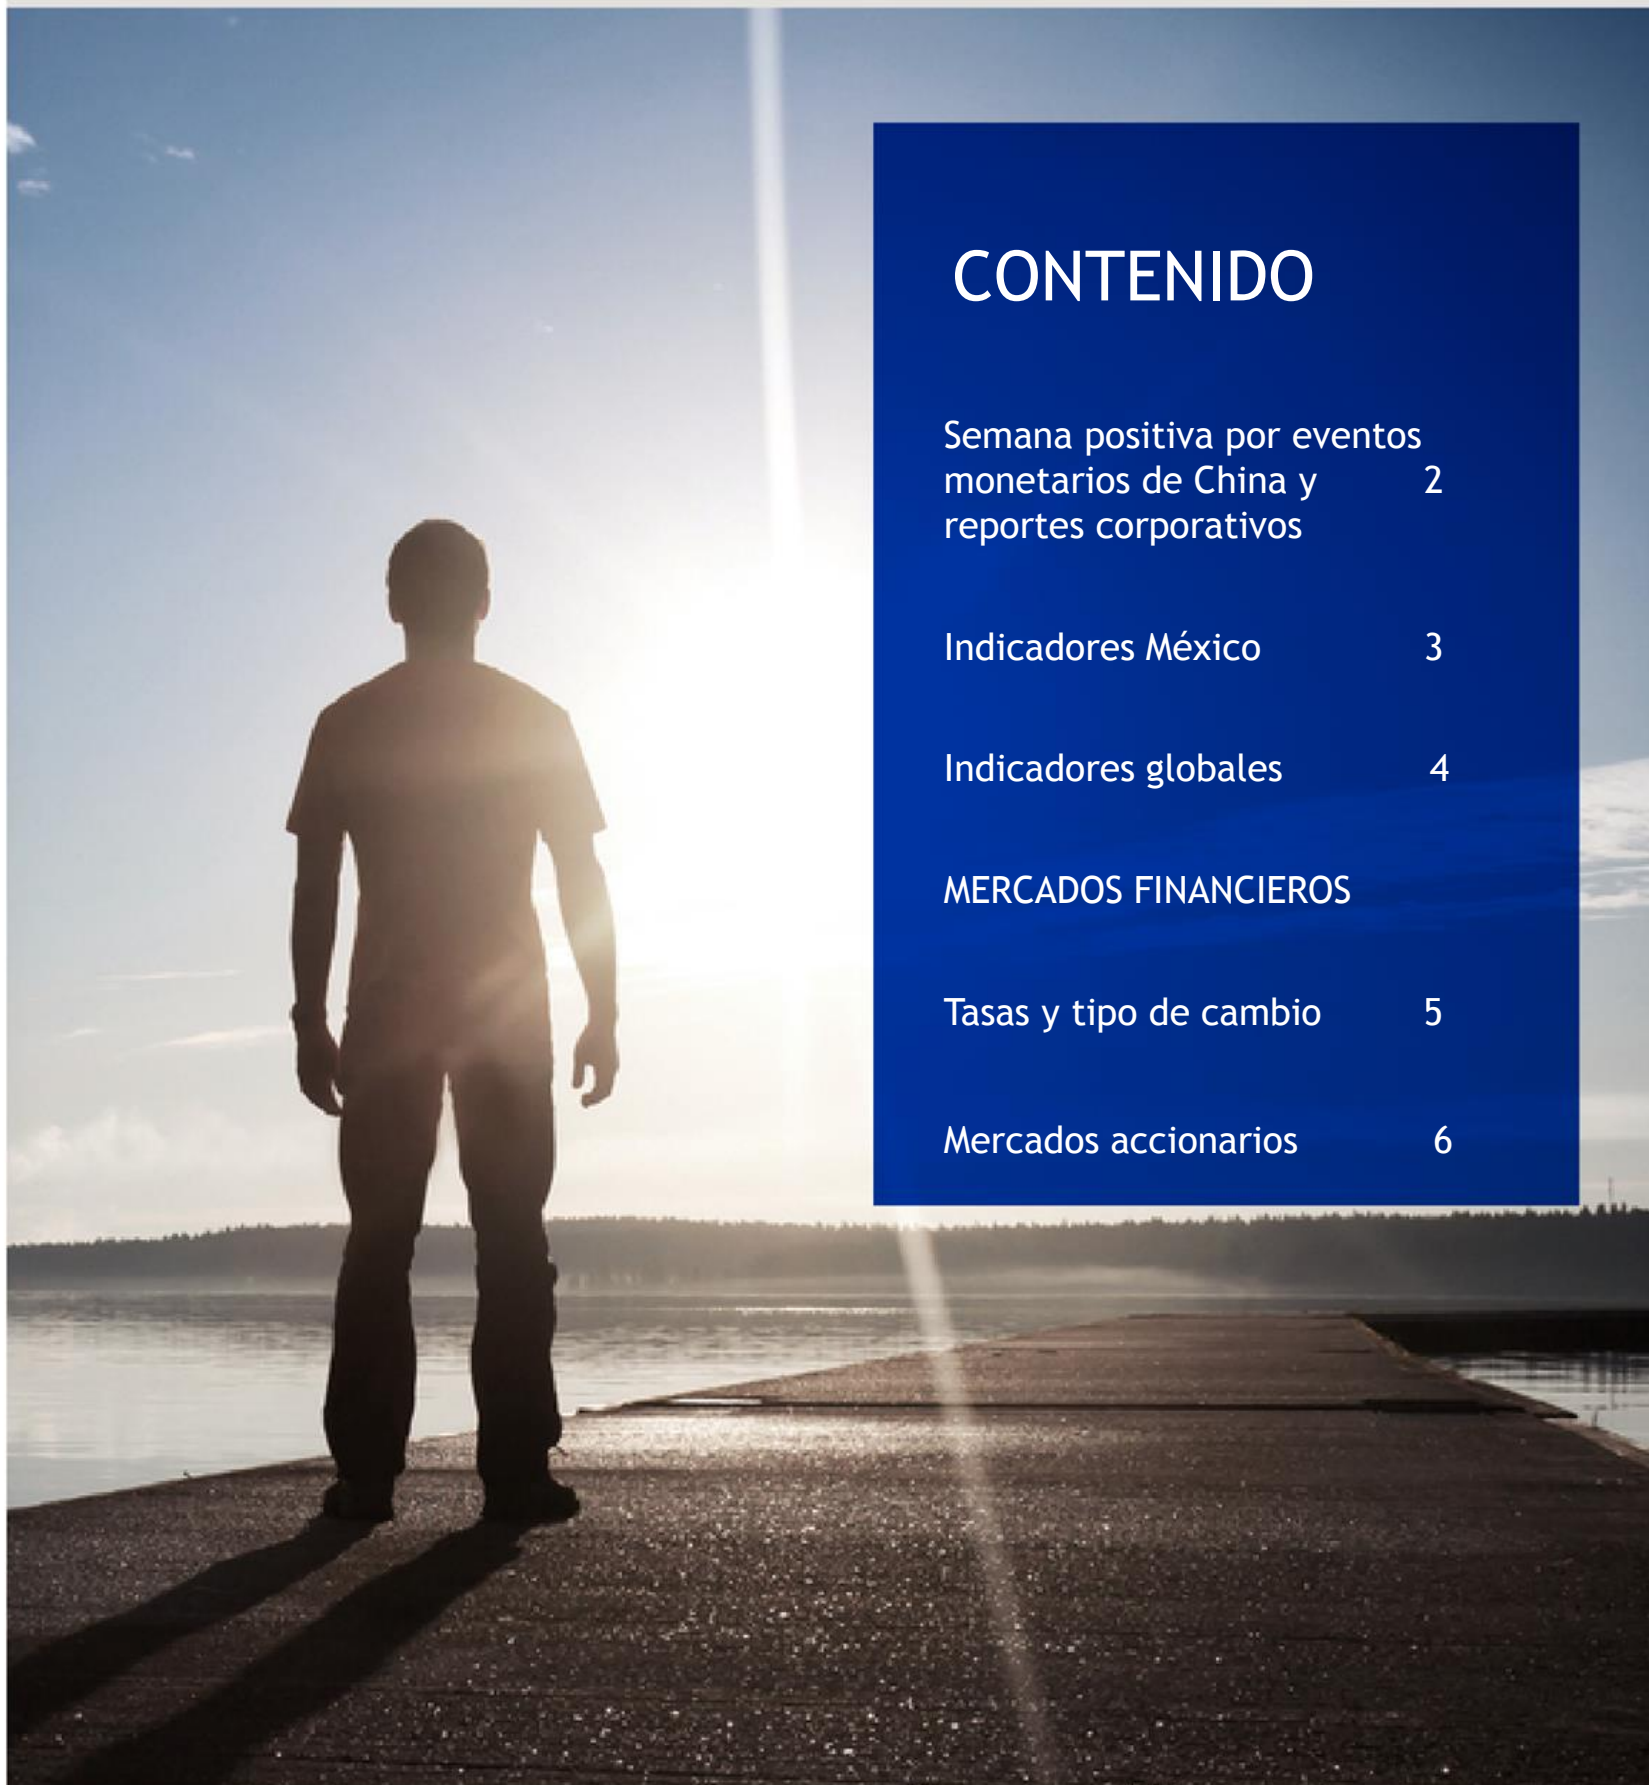 CONTENIDO
Semana positiva por eventos
monetarios de China y 2
reportes corporativos
Indicadores México 3
Indicadores globales 4
MERCADOS FINANCIEROS
Tasas y tipo de cambio 5
Mercados accionarios 6